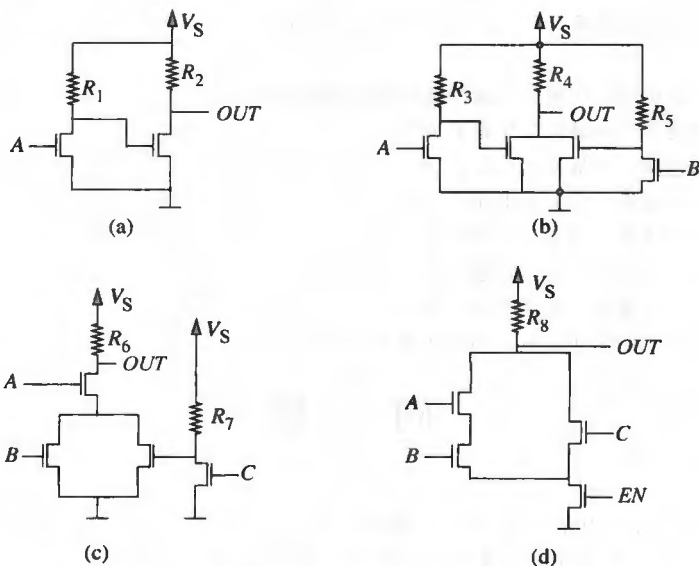 V_S
R_1
R_2
OUT
A
(a)
V_S
R_3
R_4
OUT
R_5
A
B
(b)
V_S
R_6
OUT
A
B
V_S
R_7
C
(c)
V_S
R_8
OUT
A
B
C
EN
(d)